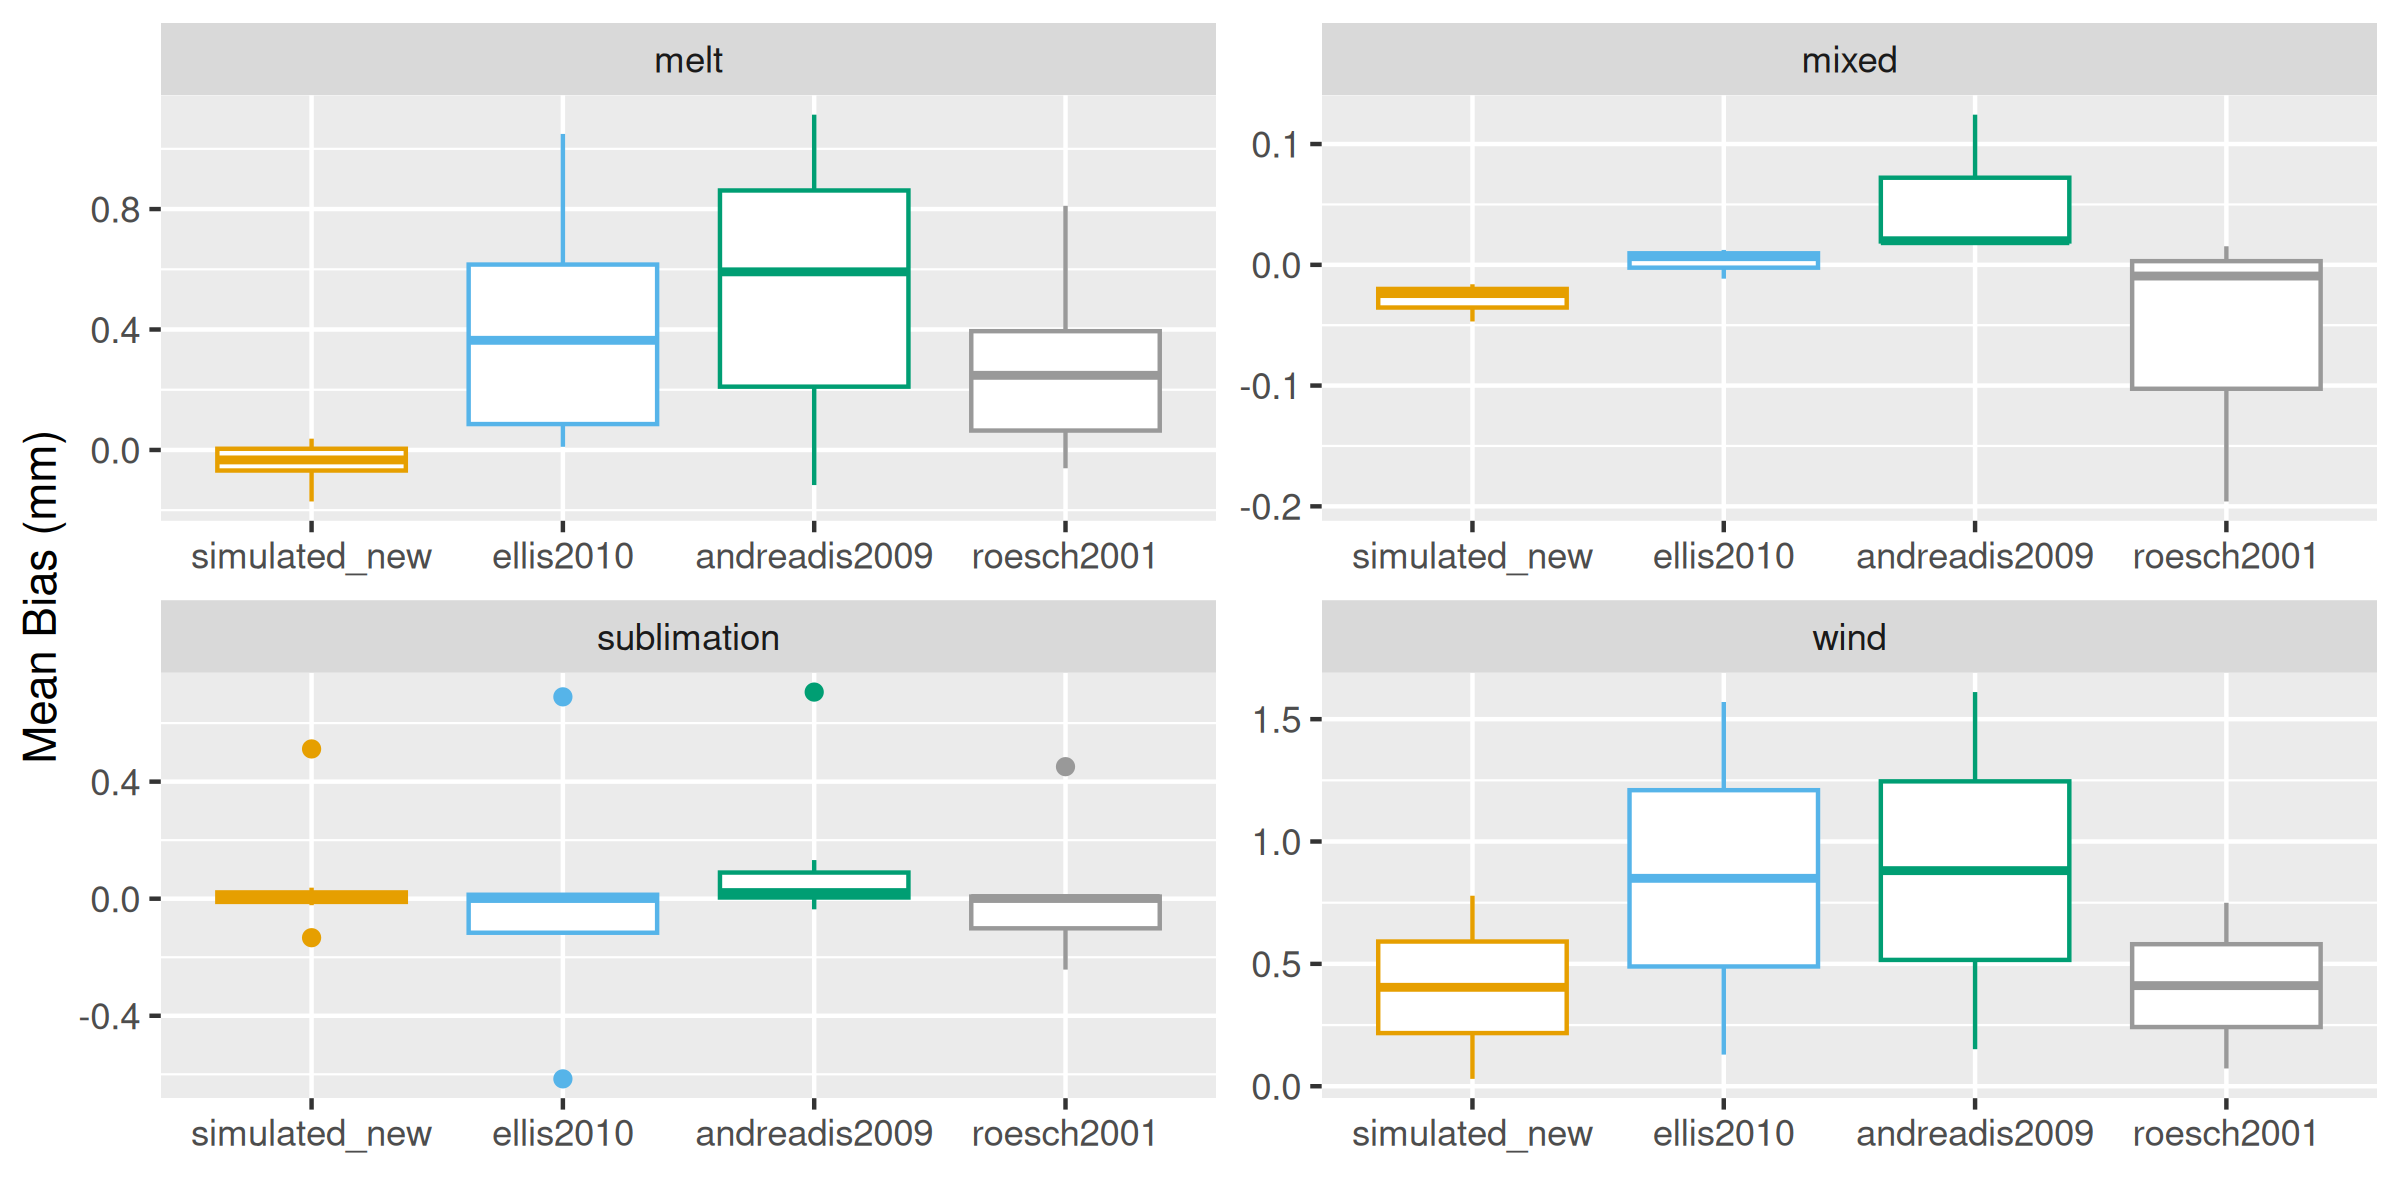 Mean Bias (mm)
melt
0.8
0.4
0.0
simulated_new ellis2010 andreadis2009 roesch2001
mixed
0.1
0.0
-0.1
-0.2
simulated_new ellis2010 andreadis2009 roesch2001
sublimation
0.4
0.0
-0.4
simulated_new ellis2010 andreadis2009 roesch2001
wind
1.5
1.0
0.5
0.0
simulated_new ellis2010 andreadis2009 roesch2001